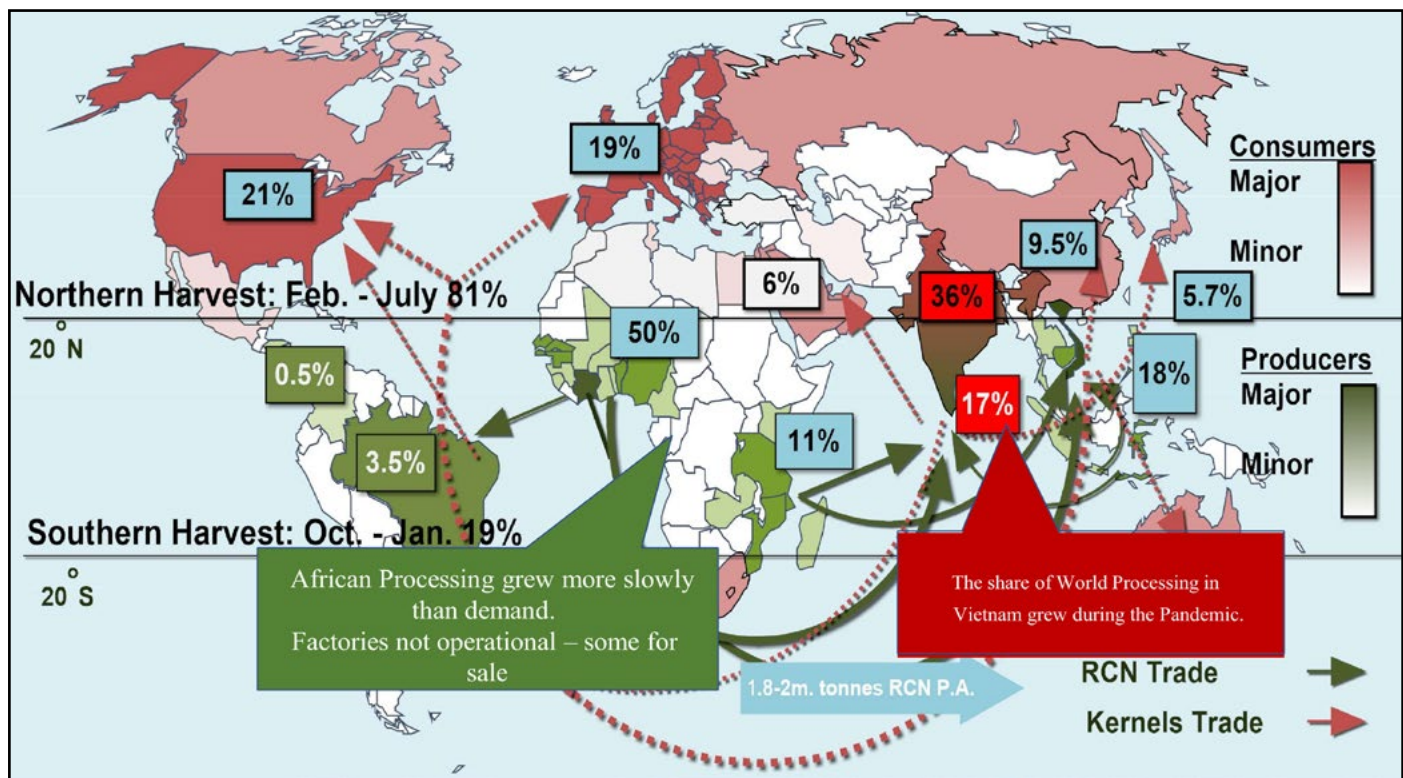 19%
21%
Consumers
Major
Minor
9.5%
6%
36%
5.7%
Northern Harvest: Feb. - July 81%
20 °N
50%
0.5%
18%
Producers
Major
Minor
17%
11%
3.5%
Southern Harvest: Oct. - Jan. 19%
20 °S
African Processing grew more slowly
than demand.
Factories not operational – some for
sale
The share of World Processing in
Vietnam grew during the Pandemic.
1.8-2m. tonnes RCN P.A.
RCN Trade
Kernels Trade